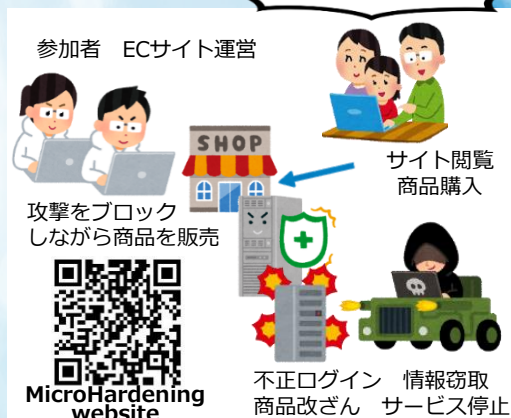 参加者　ECサイト運営
SHOP
サイト閲覧
商品購入
攻撃をブロック
しながら商品を販売
MicroHardening
website
不正ログイン　情報窃取
商品改ざん　サービス停止